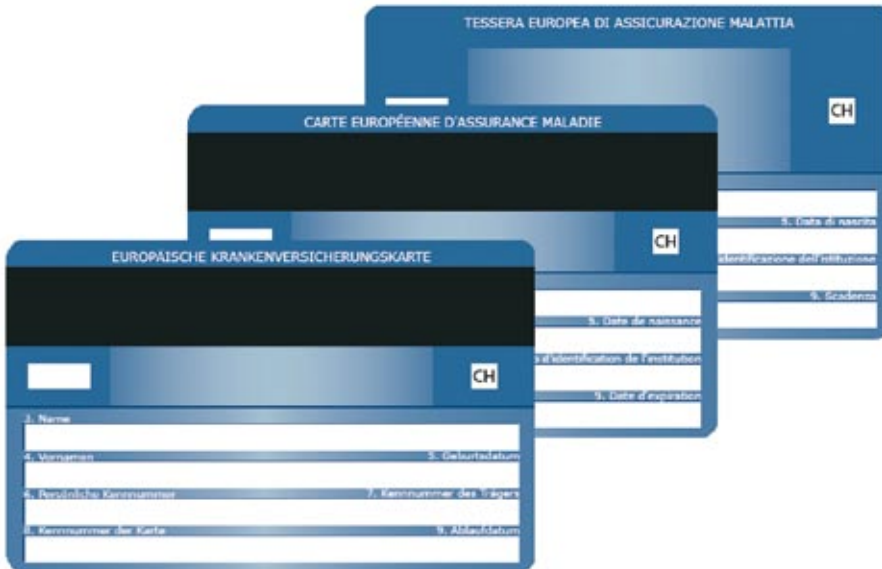 TESSERA EUROPEA DI ASSICURAZIONE MALATTIA
CH
5. Data di nascita
identificazione dell'istituzione
9. Scadenza
CARTE EUROPÉENNE D'ASSURANCE MALADIE
CH
5. Date de naissance
d'identification de l'institution
9. Date d'expiration
EUROPÄISCHE KRANKENVERSICHERUNGSKARTE
CH
3. Name
4. Vornamen 5. Geburtsdatum
6. Persönliche Kennnummer 7. Kennnummer des Trägers
8. Kennnummer der Karte 9. Ablaufdatum